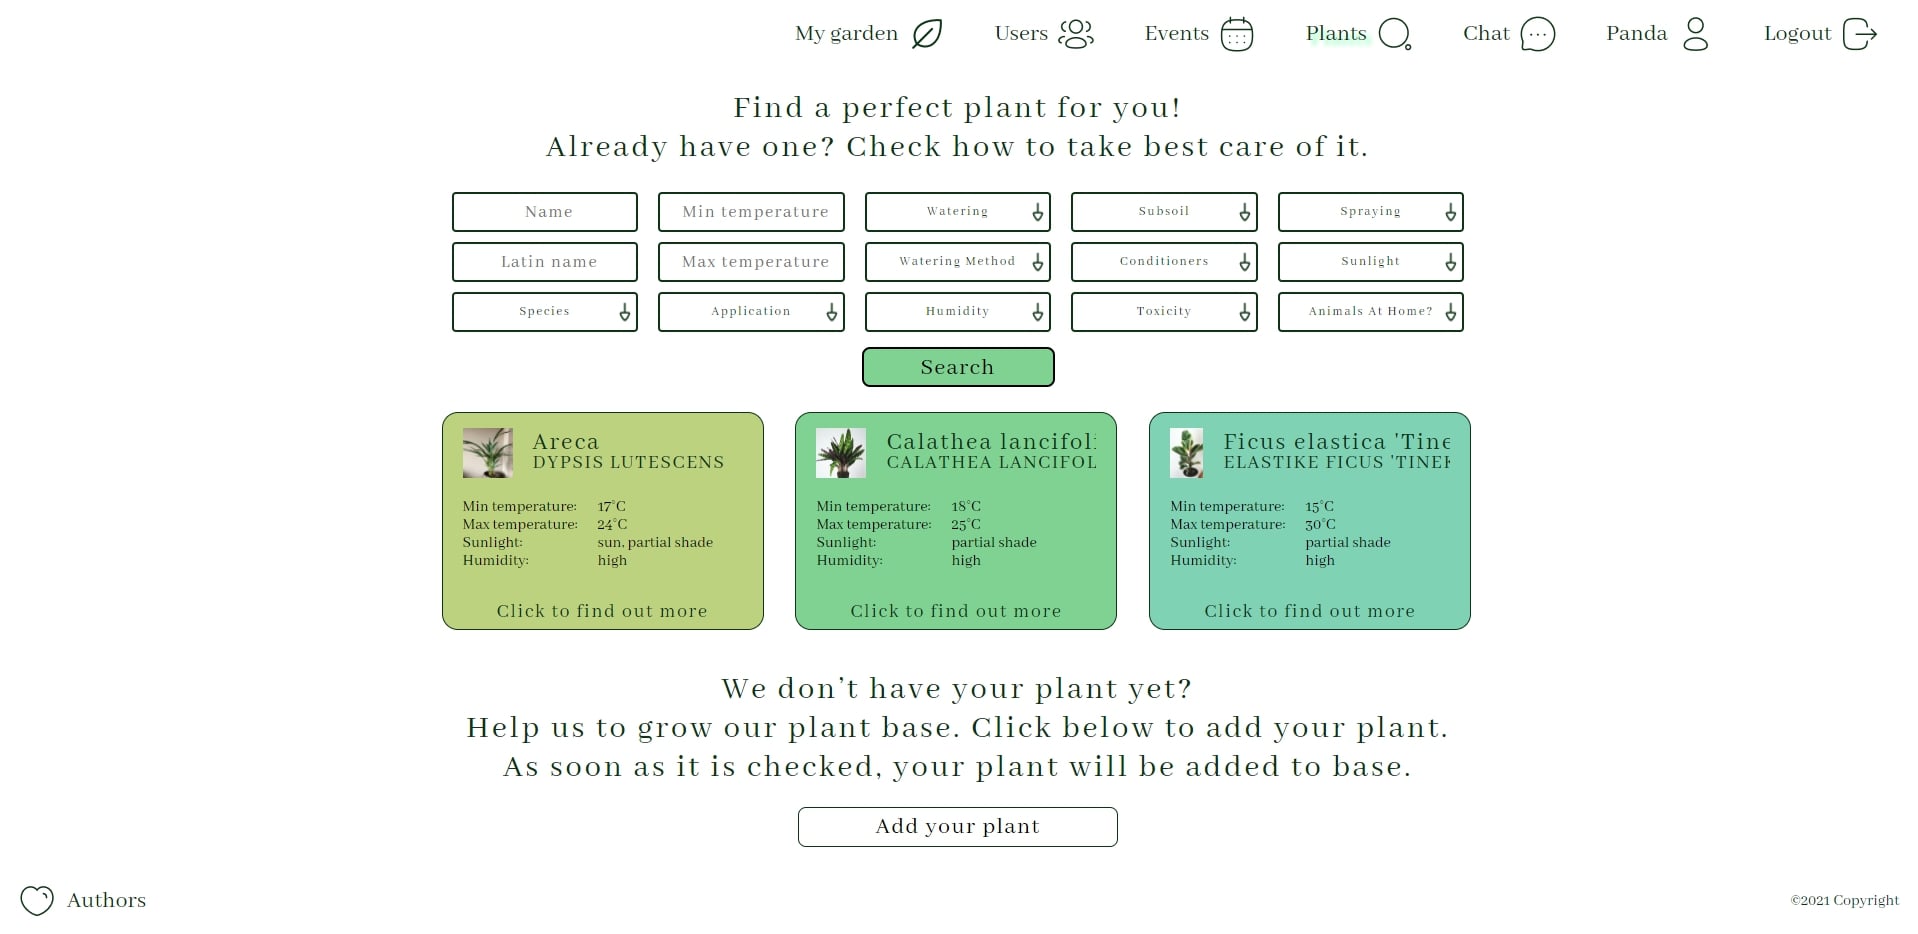 My garden Users Events Plants Chat Panda Logout
Find a perfect plant for you!
Already have one? Check how to take best care of it.
Name Min temperature Watering Subsoil Spraying
Latin name Max temperature Watering Method Conditioners Sunlight
Species Application Humidity Toxicity Animals At Home?
Search
Areca
DYPSIS LUTESCENS
Min temperature: 17°C
Max temperature: 24°C
Sunlight: sun, partial shade
Humidity: high
Click to find out more
Calathea lancifoli
CALATHEA LANCIFOL
Min temperature: 18°C
Max temperature: 25°C
Sunlight: partial shade
Humidity: high
Click to find out more
Ficus elastica 'Tine
ELASTIKE FICUS 'TINEK
Min temperature: 15°C
Max temperature: 30°C
Sunlight: partial shade
Humidity: high
Click to find out more
We don’t have your plant yet?
Help us to grow our plant base. Click below to add your plant.
As soon as it is checked, your plant will be added to base.
Add your plant
Authors
©2021 Copyright